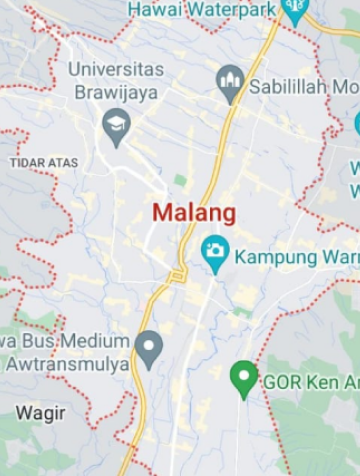 Hawai Waterpark
Universitas
Brawijaya
Sabilillah Mo
TIDAR ATAS
W
W
Malang
Kampung Warn
wa Bus Medium
Awtransmulya
GOR Ken Ar
Wagir